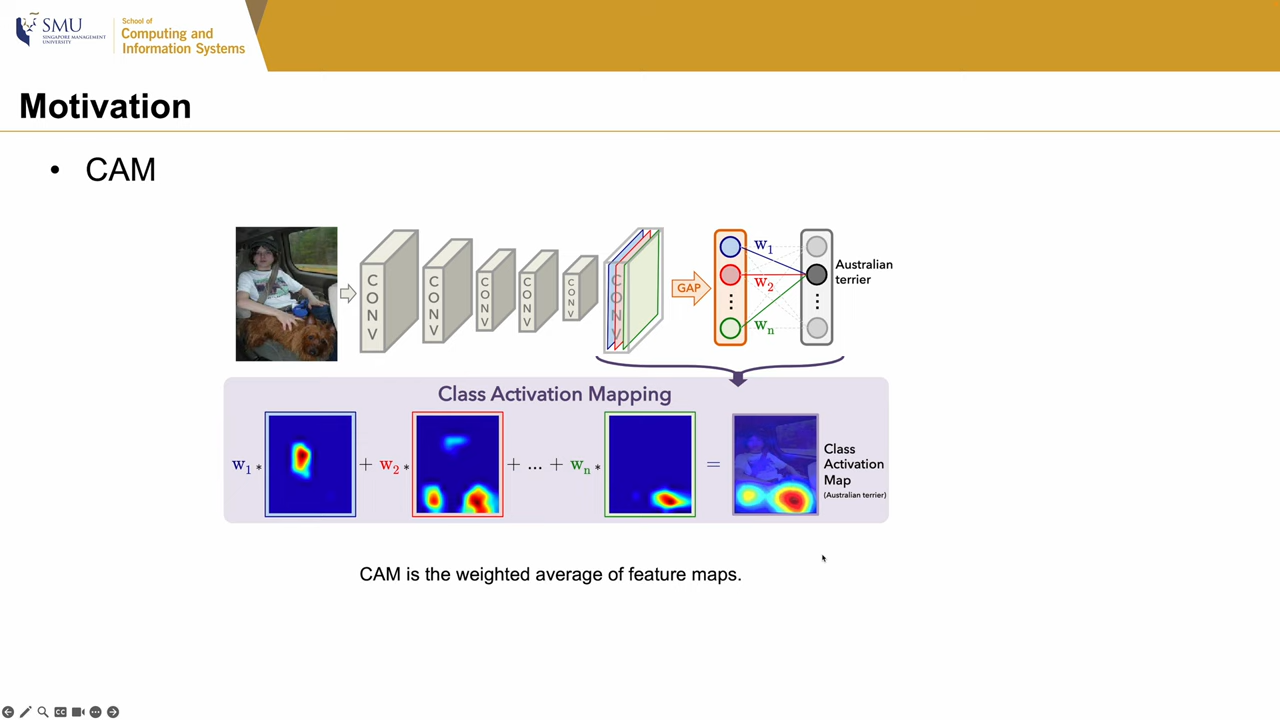 SMU
SINGAPORE MANAGEMENT
UNIVERSITY
School of
Computing and
Information Systems
Motivation
• CAM
CONV
CONV
CONV
CONV
CONV
CONV
GAP
w1
w2
wn
Australian
terrier
Class Activation Mapping
w1 * + w2 * + ... + wn * =
Class
Activation
Map
(Australian terrier)
CAM is the weighted average of feature maps.
CC